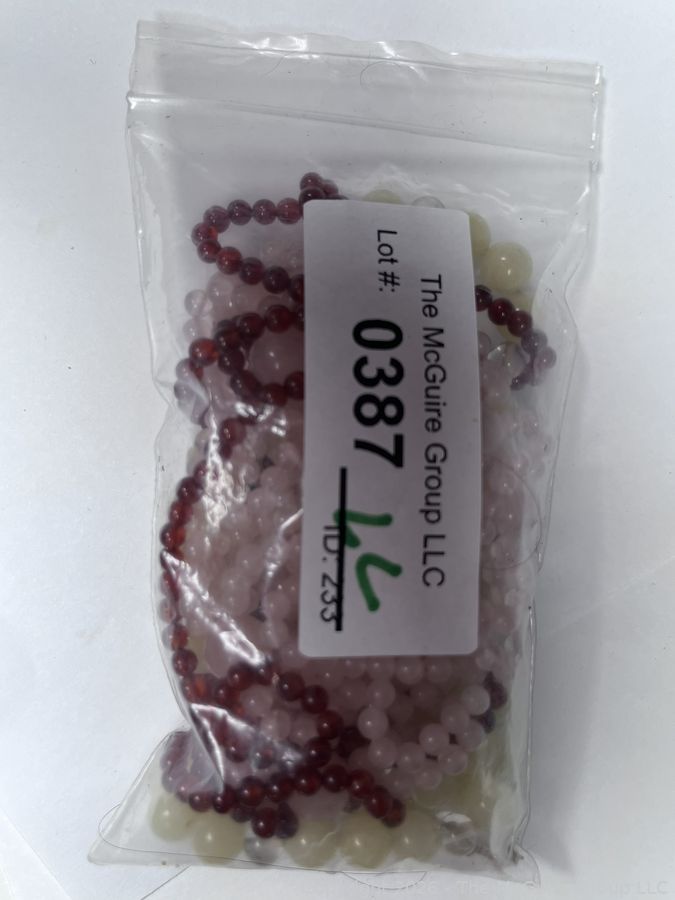 The McGuire Group LLC
Lot #:
0387
ID: 233